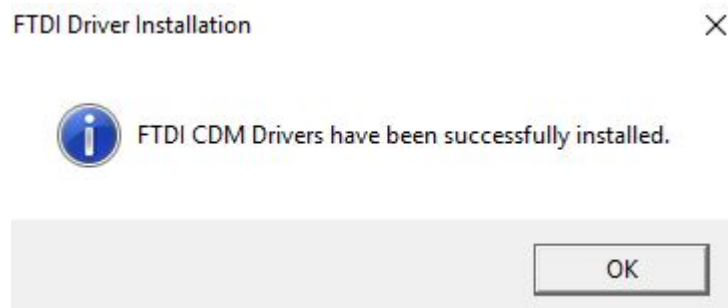 FTDI Driver Installation
FTDI CDM Drivers have been successfully installed.
OK